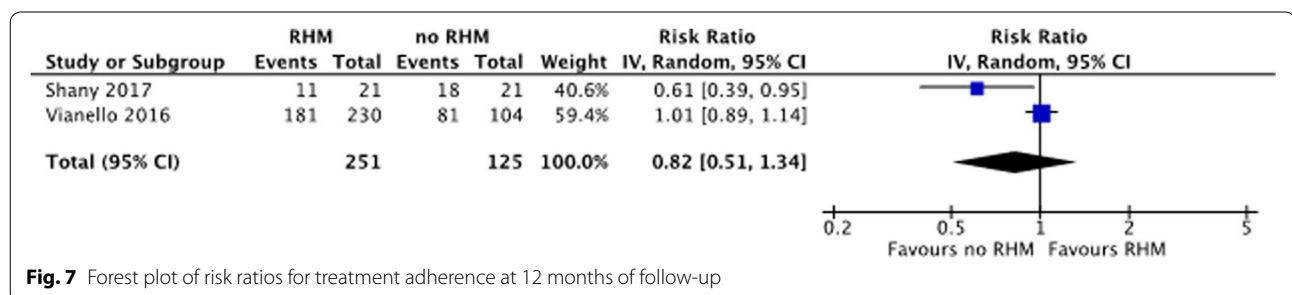 RHM no RHM Risk Ratio Risk Ratio
Study or Subgroup Events Total Events Total Weight IV, Random, 95% CI IV, Random, 95% CI
Shany 2017 11 21 18 21 40.6% 0.61 [0.39, 0.95]
Vianello 2016 181 230 81 104 59.4% 1.01 [0.89, 1.14]
Total (95% CI) 251 125 100.0% 0.82 [0.51, 1.34]
0.2 0.5 1 2 5
Favours no RHM Favours RHM
Fig. 7 Forest plot of risk ratios for treatment adherence at 12 months of follow-up